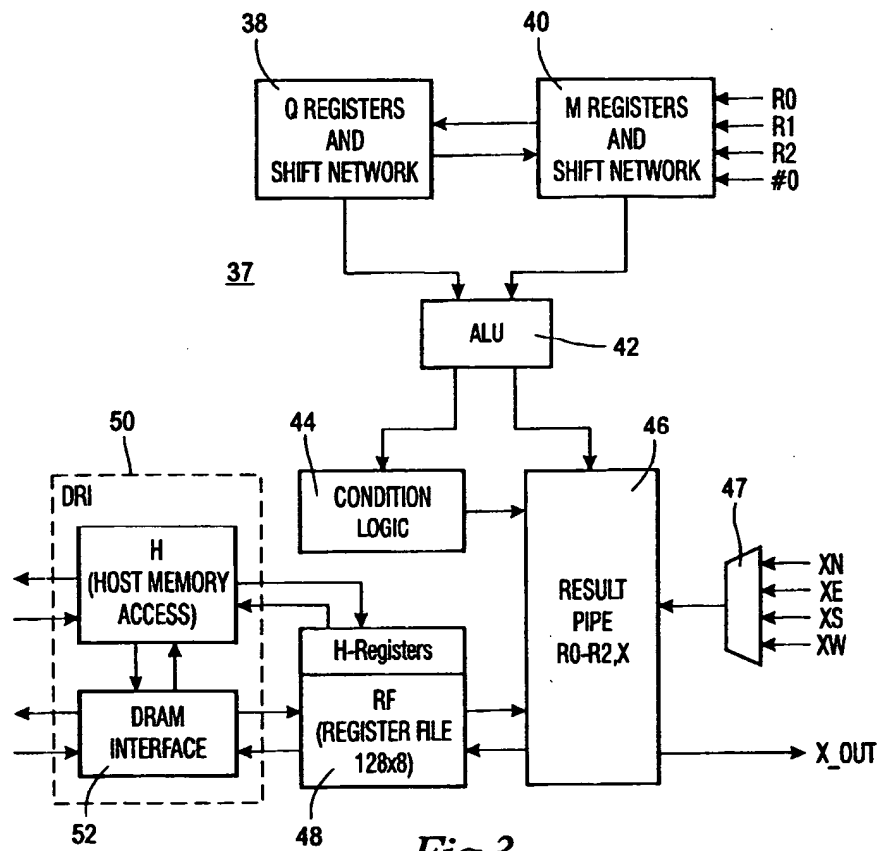 38
40
Q REGISTERS
AND
SHIFT NETWORK
M REGISTERS
AND
SHIFT NETWORK
R0
R1
R2
#0
37
ALU
42
50
44
46
DRI
CONDITION
LOGIC
47
H
(HOST MEMORY
ACCESS)
XN
XE
XS
XW
RESULT
PIPE
R0-R2,X
H-Registers
RF
(REGISTER FILE
128x8)
DRAM
INTERFACE
X_OUT
52
48